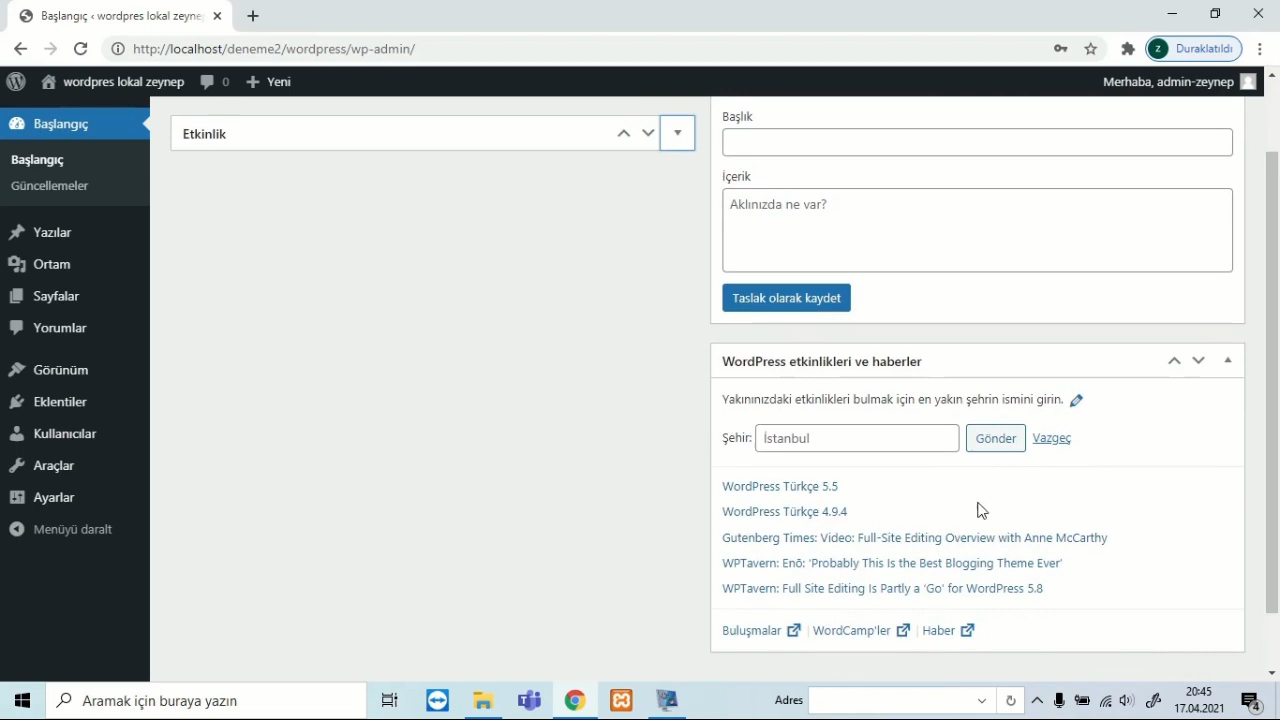 Başlangıç ‹ wordpres lokal zeyne
http://localhost/deneme2/wordpress/wp-admin/
z Duraklatıldı
wordpres lokal zeynep 0 Yeni Merhaba, admin-zeynep
Başlangıç
Başlangıç
Güncellemeler
Yazılar
Ortam
Sayfalar
Yorumlar
Görünüm
Eklentiler
Kullanıcılar
Araçlar
Ayarlar
Menüyü daralt
Etkinlik
Başlık
İçerik
Aklınızda ne var?
Taslak olarak kaydet
WordPress etkinlikleri ve haberler
Yakınınızdaki etkinlikleri bulmak için en yakın şehrin ismini girin.
Şehir: İstanbul Gönder Vazgeç
WordPress Türkçe 5.5
WordPress Türkçe 4.9.4
Gutenberg Times: Video: Full-Site Editing Overview with Anne McCarthy
WPTavern: Enō: ‘Probably This Is the Best Blogging Theme Ever’
WPTavern: Full Site Editing Is Partly a ‘Go’ for WordPress 5.8
Buluşmalar | WordCamp'ler | Haber
Aramak için buraya yazın
Adres
20:45
17.04.2021
4